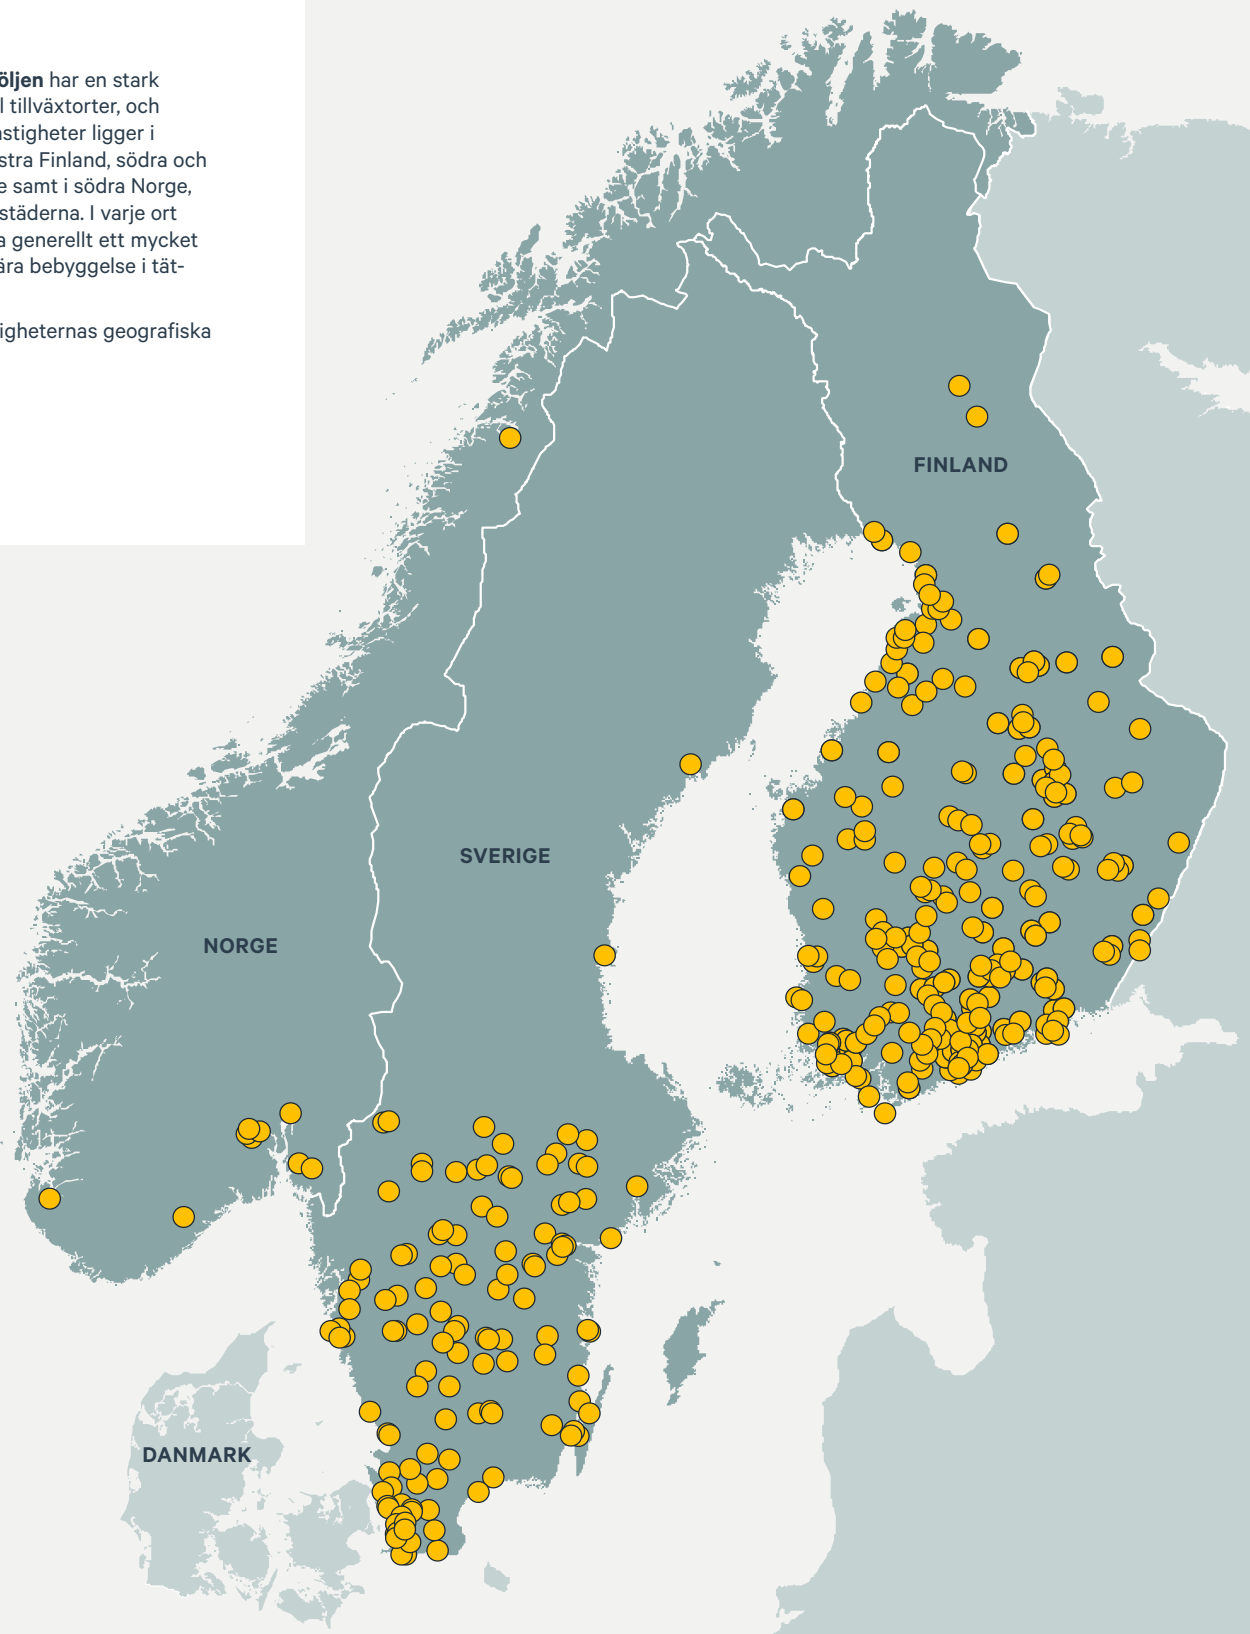 öljen har en stark
l tillväxtorter, och
astigheter ligger i
stra Finland, södra och
e samt i södra Norge,
städerna. I varje ort
a generellt ett mycket
ära bebyggelse i tät-
igheternas geografiska
FINLAND
SVERIGE
NORGE
DANMARK